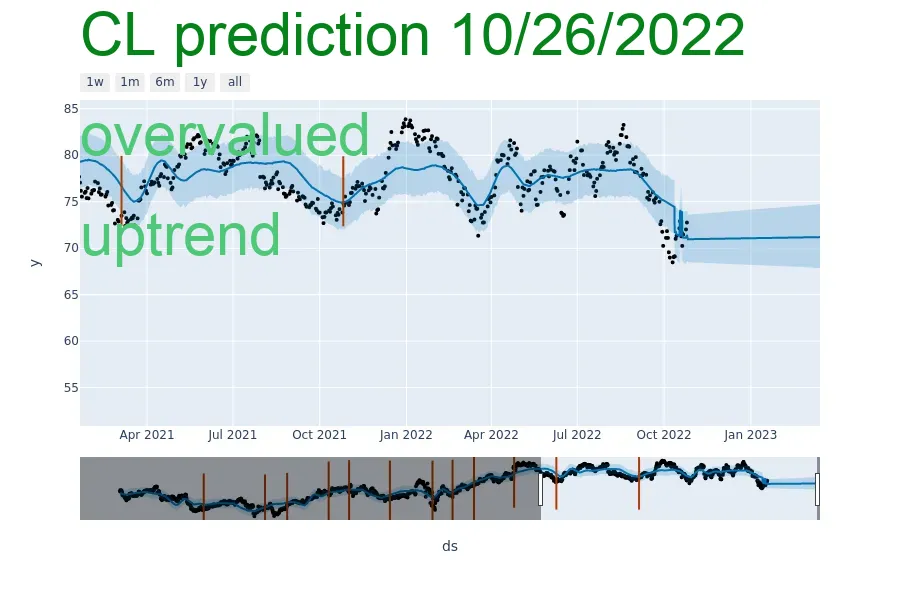 CL prediction 10/26/2022
1w 1m 6m 1y all
overvalued
uptrend
85
80
75
70
65
60
55
y
Apr 2021 Jul 2021 Oct 2021 Jan 2022 Apr 2022 Jul 2022 Oct 2022 Jan 2023
ds